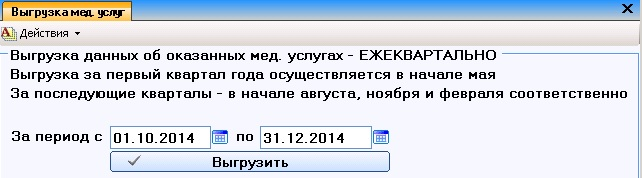 Выгрузка мед. услуг
Действия
Выгрузка данных об оказанных мед. услугах - ЕЖЕКВАРТАЛЬНО
Выгрузка за первый квартал года осуществляется в начале мая
За последующие кварталы - в начале августа, ноября и февраля соответственно
За период с 01.10.2014 по 31.12.2014
Выгрузить